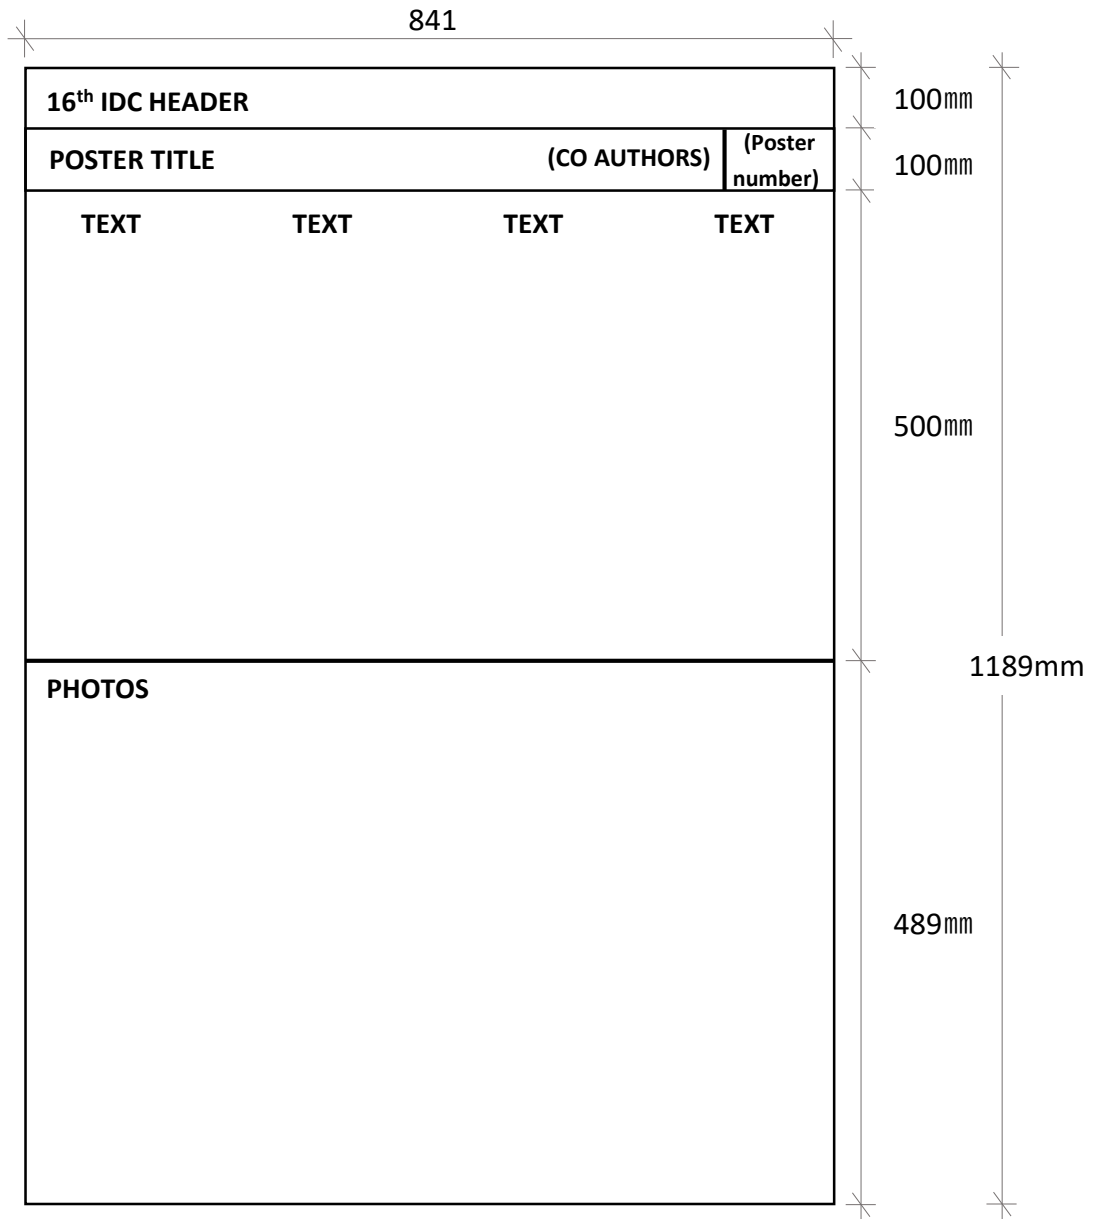 841
16th IDC HEADER
100㎜
POSTER TITLE (CO AUTHORS) (Poster
number)
100㎜
TEXT TEXT TEXT TEXT
500㎜
1189mm
PHOTOS
489㎜